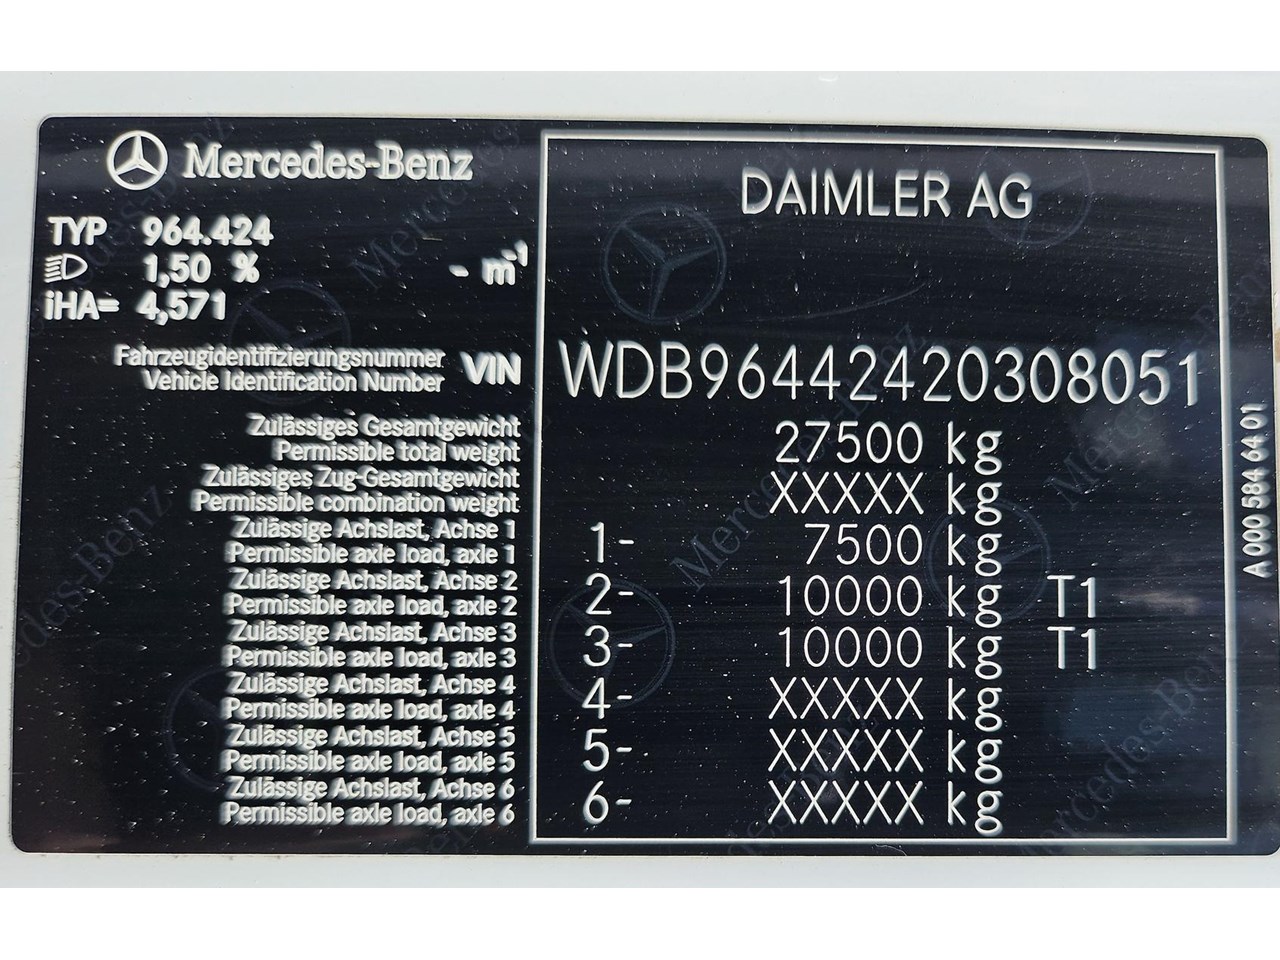 Mercedes-Benz
DAIMLER AG
TYP 964.424
1,50 % - m-1
iHA= 4,571
Fahrzeugidentifizierungsnummer
Vehicle Identification Number
VIN WDB9644242O308051
Zulässiges Gesamtgewicht
Permissible total weight
27500 kg
Zulässiges Zug-Gesamtgewicht
Permissible combination weight
XXXXX kg
Zulässige Achslast, Achse 1
Permissible axle load, axle 1
1- 7500 kg
Zulässige Achslast, Achse 2
Permissible axle load, axle 2
2- 10000 kg T1
Zulässige Achslast, Achse 3
Permissible axle load, axle 3
3- 10000 kg T1
Zulässige Achslast, Achse 4
Permissible axle load, axle 4
4- XXXXX kg
Zulässige Achslast, Achse 5
Permissible axle load, axle 5
5- XXXXX kg
Zulässige Achslast, Achse 6
Permissible axle load, axle 6
6- XXXXX kg
A 000 584 64 01